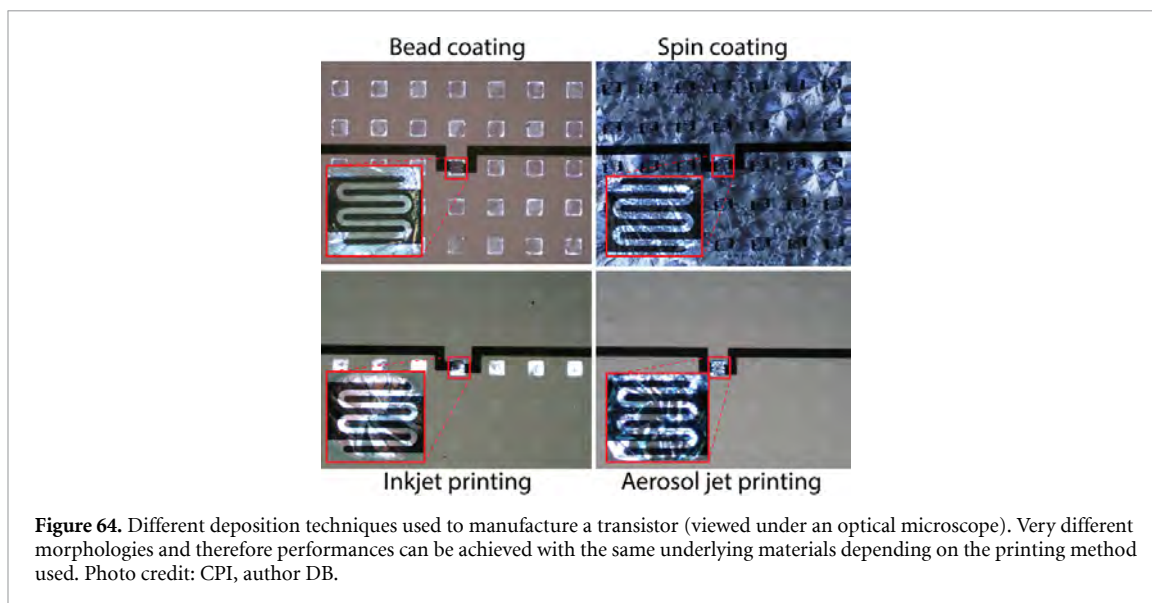 Bead coating
Spin coating
Inkjet printing
Aerosol jet printing
Figure 64. Different deposition techniques used to manufacture a transistor (viewed under an optical microscope). Very different
morphologies and therefore performances can be achieved with the same underlying materials depending on the printing method
used. Photo credit: CPI, author DB.